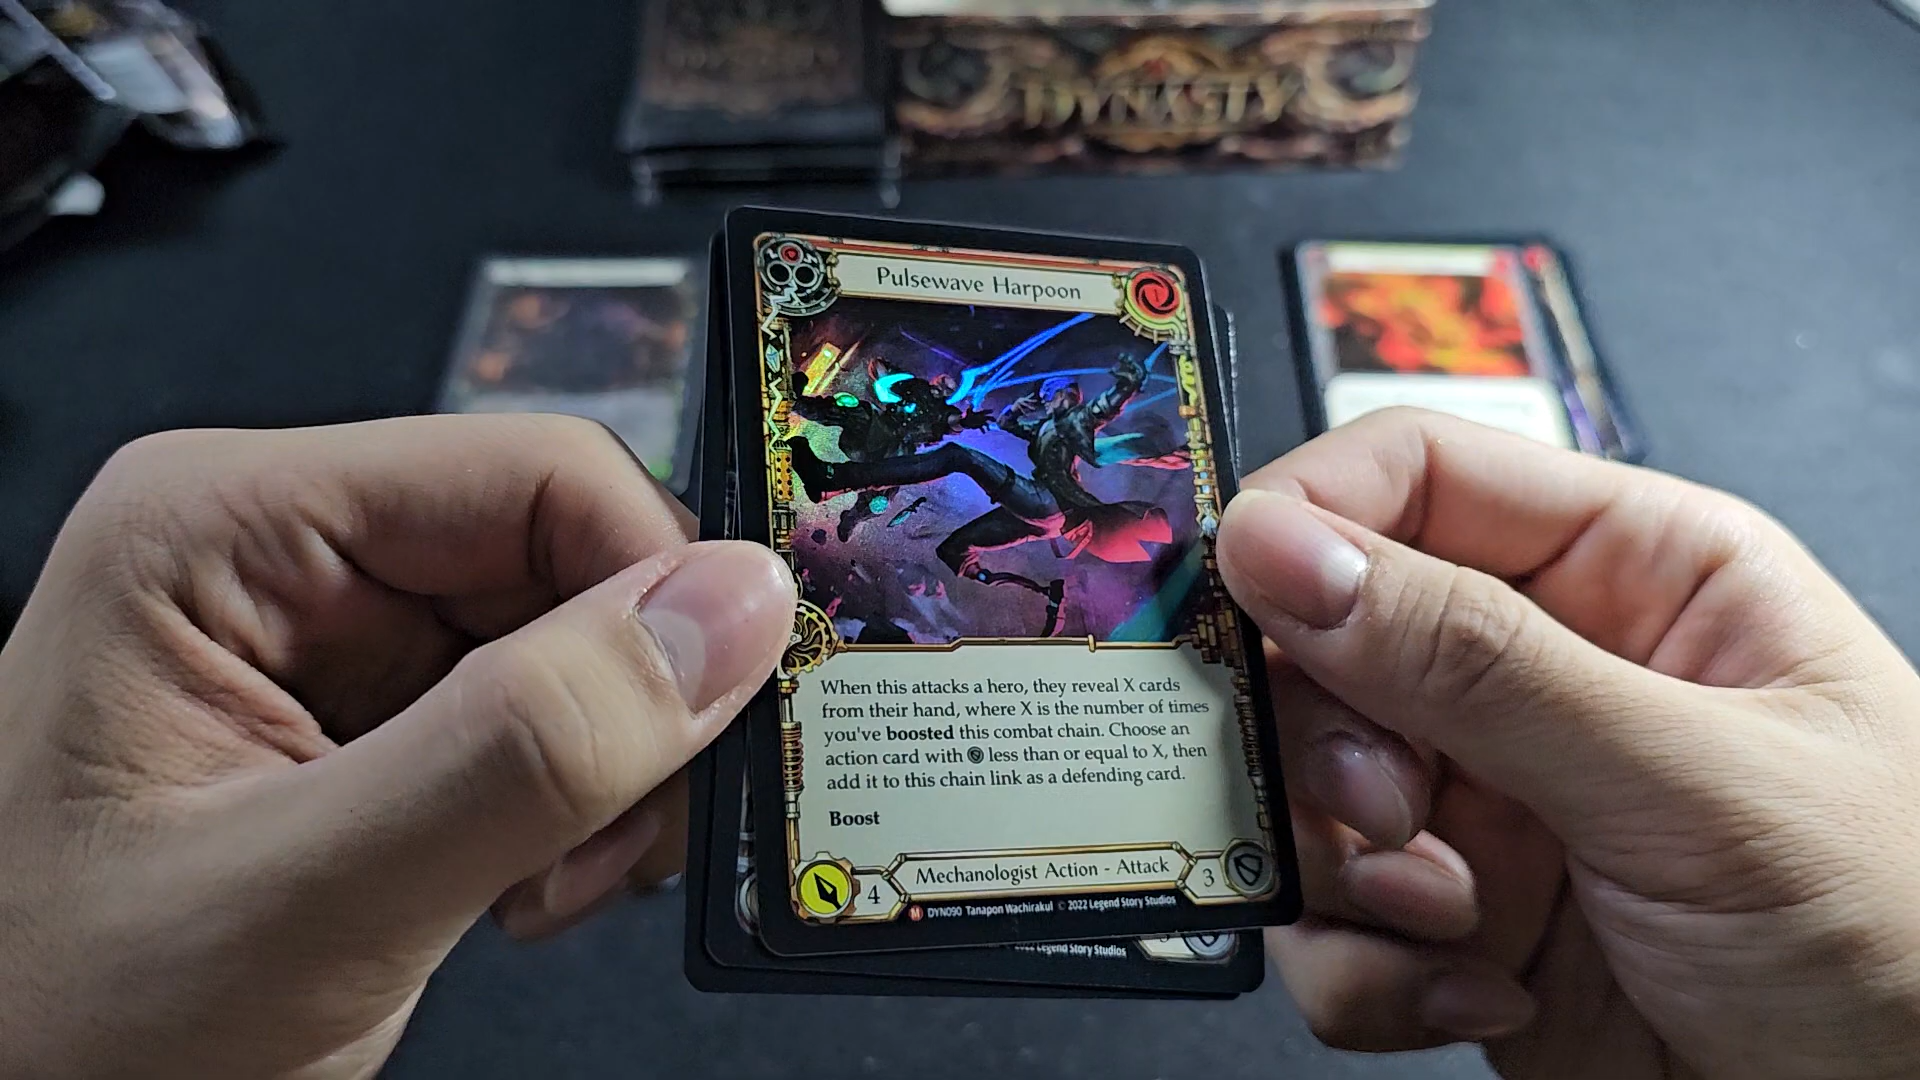 DYNASTY
Pulsewave Harpoon
When this attacks a hero, they reveal X cards
from their hand, where X is the number of times
you've boosted this combat chain. Choose an
action card with less than or equal to X, then
add it to this chain link as a defending card.
Boost
4
Mechanologist Action - Attack
3
M DYN090 Tanapon Wachirakul © 2022 Legend Story Studios
Legend Story Studios